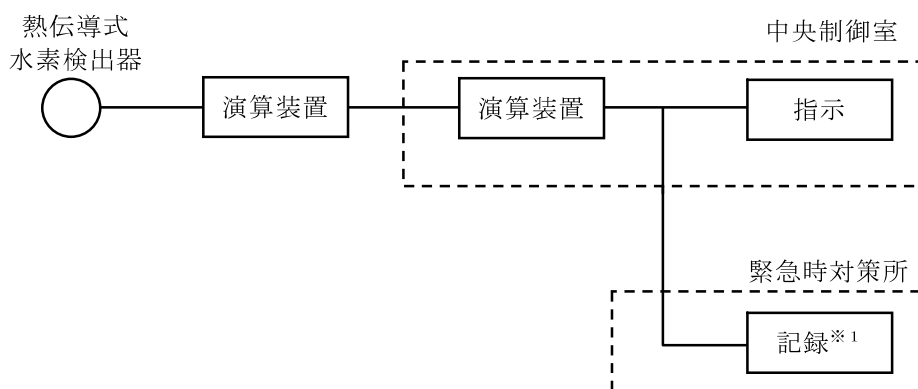 熱伝導式
水素検出器
中央制御室
演算装置
演算装置
指示
緊急時対策所
記録※1